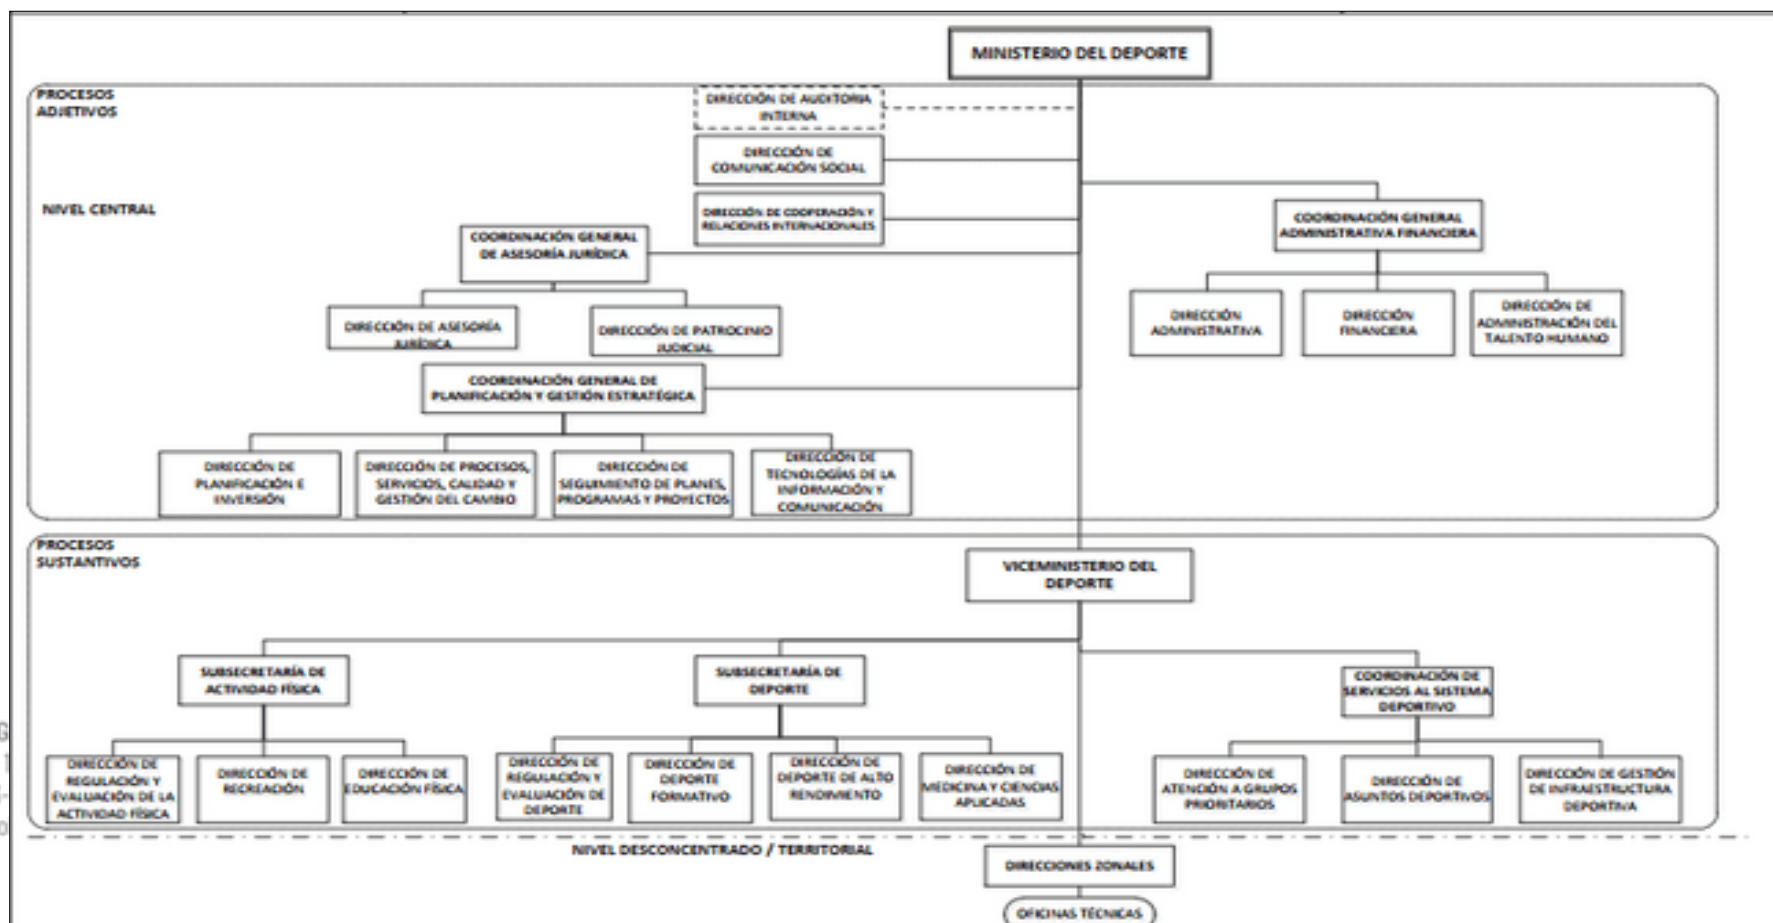 MINISTERIO DEL DEPORTE
PROCESOS
ADJETIVOS
DIRECCIÓN DE AUDITORIA
INTERNA
DIRECCIÓN DE
COMUNICACIÓN SOCIAL
NIVEL CENTRAL
DIRECCIÓN DE COOPERACIÓN Y
RELACIONES INTERNACIONALES
COORDINACIÓN GENERAL
ADMINISTRATIVA FINANCIERA
COORDINACIÓN GENERAL
DE ASESORÍA JURÍDICA
DIRECCIÓN
ADMINISTRATIVA
DIRECCIÓN
FINANCIERA
DIRECCIÓN DE
ADMINISTRACIÓN DEL
TALENTO HUMANO
DIRECCIÓN DE ASESORÍA
JURÍDICA
DIRECCIÓN DE PATROCINIO
JUDICIAL
COORDINACIÓN GENERAL DE
PLANIFICACIÓN Y GESTIÓN ESTRATÉGICA
DIRECCIÓN DE
PLANIFICACIÓN E
INVERSIÓN
DIRECCIÓN DE PROCESOS,
SERVICIOS, CALIDAD Y
GESTIÓN DEL CAMBIO
DIRECCIÓN DE
SEGUIMIENTO DE PLANES,
PROGRAMAS Y PROYECTOS
DIRECCIÓN DE
TECNOLOGÍAS DE LA
INFORMACIÓN Y
COMUNICACIÓN
PROCESOS
SUSTANTIVOS
VICEMINISTERIO DEL
DEPORTE
SUBSECRETARÍA DE
ACTIVIDAD FÍSICA
SUBSECRETARÍA DE
DEPORTE
COORDINACIÓN DE
SERVICIOS AL SISTEMA
DEPORTIVO
DIRECCIÓN DE
REGULACIÓN Y
EVALUACIÓN DE LA
ACTIVIDAD FÍSICA
DIRECCIÓN DE
RECREACIÓN
DIRECCIÓN DE
EDUCACIÓN FÍSICA
DIRECCIÓN DE
REGULACIÓN Y
EVALUACIÓN DE
DEPORTE
DIRECCIÓN DE
DEPORTE
FORMATIVO
DIRECCIÓN DE
DEPORTE DE ALTO
RENDIMIENTO
DIRECCIÓN DE
MEDICINA Y CIENCIAS
APLICADAS
DIRECCIÓN DE
ATENCIÓN A GRUPOS
PRIORITARIOS
DIRECCIÓN DE
ASUNTOS DEPORTIVOS
DIRECCIÓN DE GESTIÓN
DE INFRAESTRUCTURA
DEPORTIVA
NIVEL DESCONCENTRADO / TERRITORIAL
DIRECCIONES ZONALES
OFICINAS TÉCNICAS